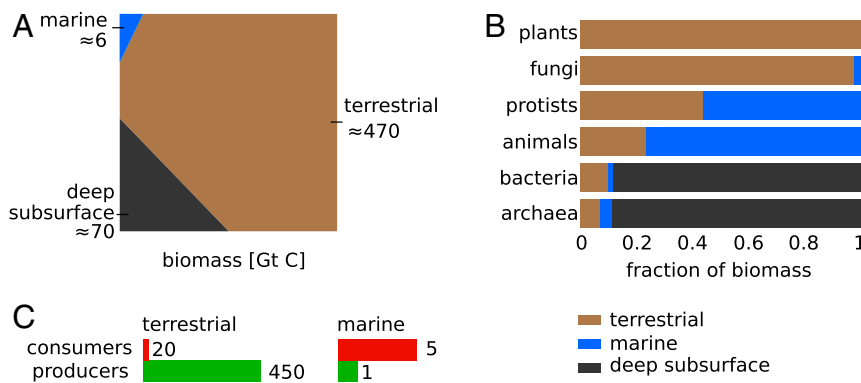 A
marine
≈6
terrestrial
≈470
deep
subsurface
≈70
biomass [Gt C]
B
plants
fungi
protists
animals
bacteria
archaea
0 0.2 0.4 0.6 0.8 1
fraction of biomass
terrestrial
marine
deep subsurface
C
terrestrial marine
consumers 20 5
producers 450 1